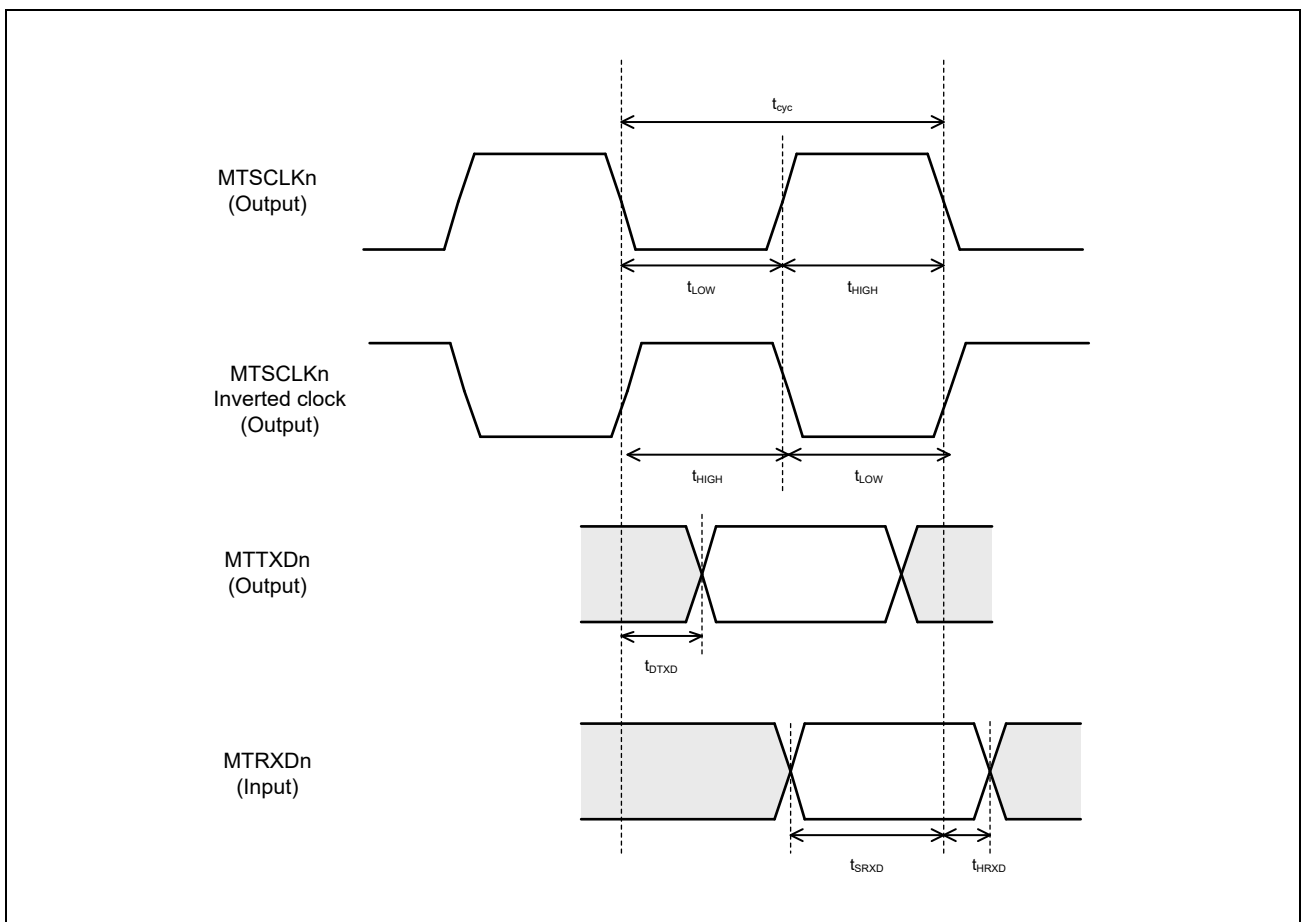 tcyc
MTSCLKn
(Output)
tLOW
tHIGH
MTSCLKn
Inverted clock
(Output)
tHIGH
tLOW
MTTXDn
(Output)
tDTXD
MTRXDn
(Input)
tSRXD
tHRXD